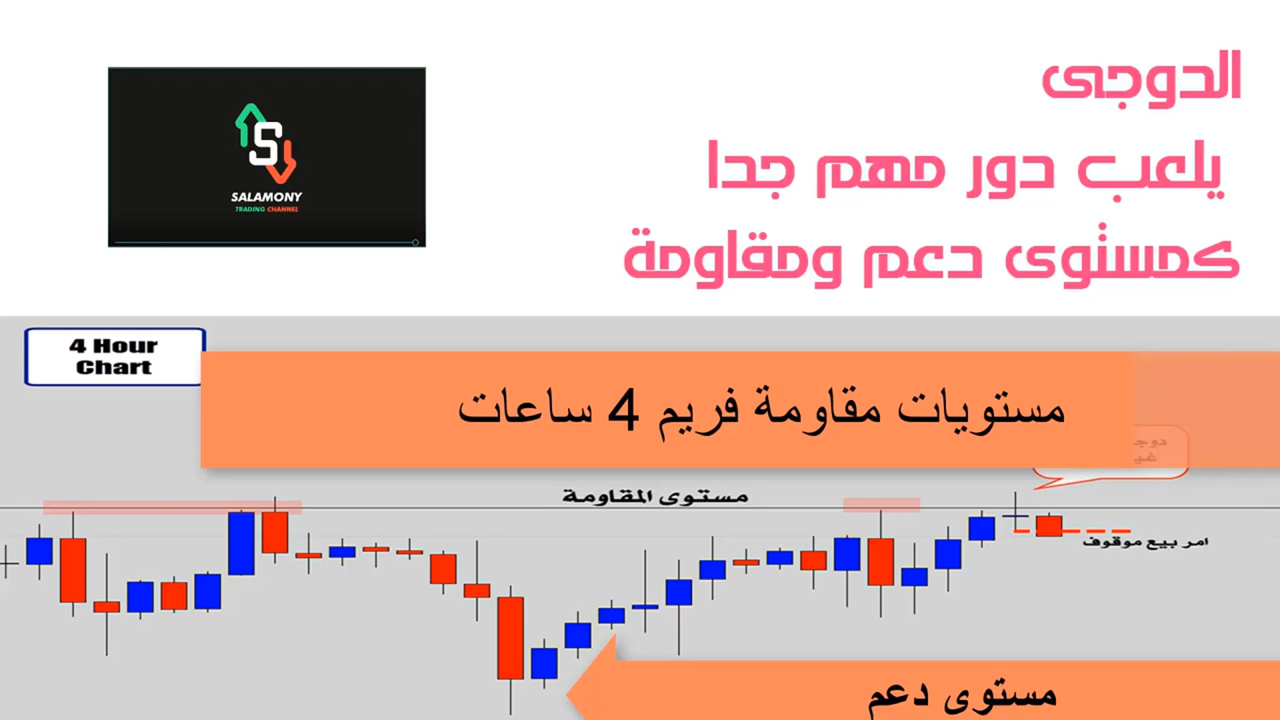 الدوجى
يلعب دور مهم جدا
كمستوى دعم ومقاومة
SALAMONY
TRADING CHANNEL
4 Hour
Chart
مستويات مقاومة فريم 4 ساعات
مستوى المقاومة
امر بيع موقوف
مستوى دعم